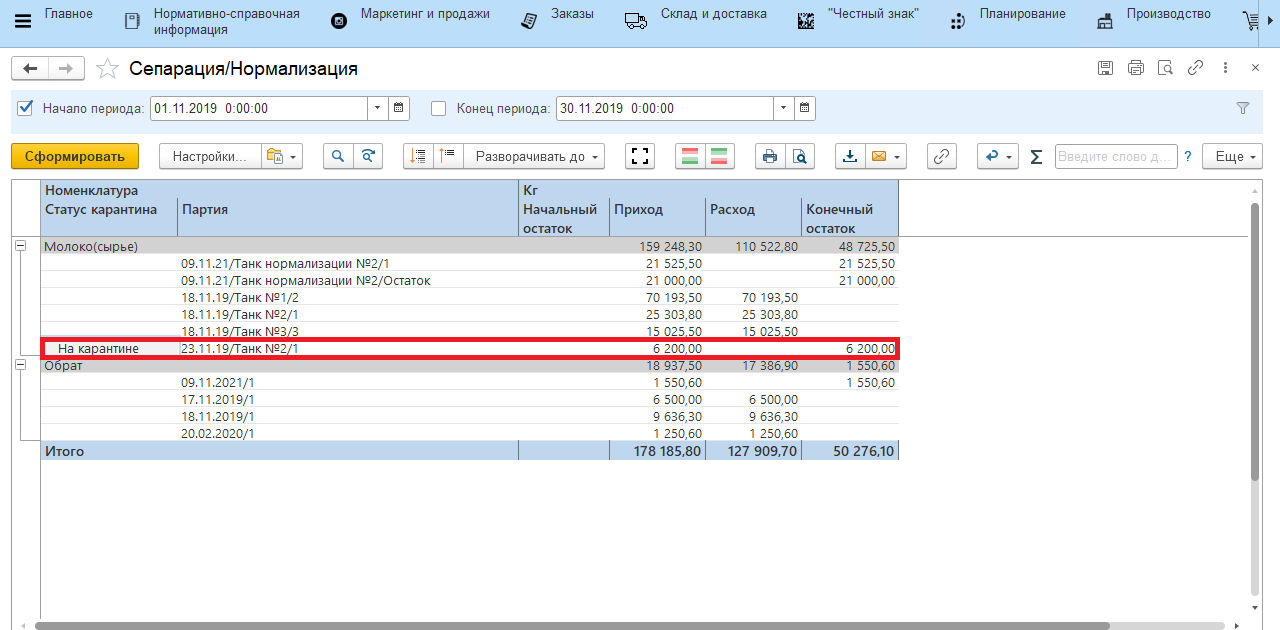 Главное
Нормативно-справочная
информация
Маркетинг и продажи
Заказы
Склад и доставка
"Честный знак"
Планирование
Производство
Сепарация/Нормализация
Начало периода: 01.11.2019 0:00:00 Конец периода: 30.11.2019 0:00:00
Сформировать Настройки... Разворачивать до Σ Введите слово д... ? Еще
Номенклатура Кг
Статус карантина Партия Начальный остаток Приход Расход Конечный остаток
Молоко(сырье) 159 248,30 110 522,80 48 725,50
09.11.21/Танк нормализации №2/1 21 525,50 21 525,50
09.11.21/Танк нормализации №2/Остаток 21 000,00 21 000,00
18.11.19/Танк №1/2 70 193,50 70 193,50
18.11.19/Танк №2/1 25 303,80 25 303,80
18.11.19/Танк №3/3 15 025,50 15 025,50
На карантине 23.11.19/Танк №2/1 6 200,00 6 200,00
Обрат 18 937,50 17 386,90 1 550,60
09.11.2021/1 1 550,60 1 550,60
17.11.2019/1 6 500,00 6 500,00
18.11.2019/1 9 636,30 9 636,30
20.02.2020/1 1 250,60 1 250,60
Итого 178 185,80 127 909,70 50 276,10